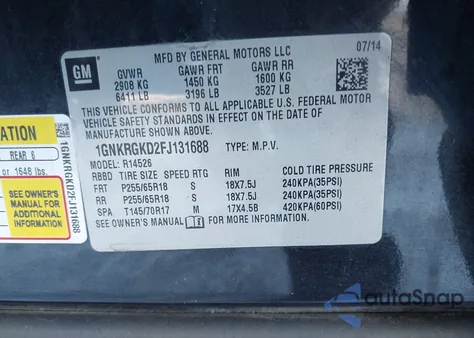 GM
MFD BY GENERAL MOTORS LLC 07/14
GVWR GAWR FRT GAWR RR
2908 KG 1450 KG 1600 KG
6411 LB 3196 LB 3527 LB
THIS VEHICLE CONFORMS TO ALL APPLICABLE U.S. FEDERAL MOTOR
VEHICLE SAFETY STANDARDS IN EFFECT ON THE DATE OF
MANUFACTURE SHOWN ABOVE.
1GNKRGKD2FJ131688 TYPE: M.P.V.
MODEL: R14526
RBBD TIRE SIZE SPEED RTG RIM COLD TIRE PRESSURE
FRT P255/65R18 S 18X7.5J 240KPA(35PSI)
RR P255/65R18 S 18X7.5J 240KPA(35PSI)
SPA T145/70R17 M 17X4.5B 420KPA(60PSI)
SEE OWNER'S MANUAL FOR ADDITIONAL INFORMATION.
ATION
REAR 6
or 1648 lbs.
SEE OWNER'S
MANUAL FOR
ADDITIONAL
INFORMATION
1GNKRGKD2FJ131688
autoSnap